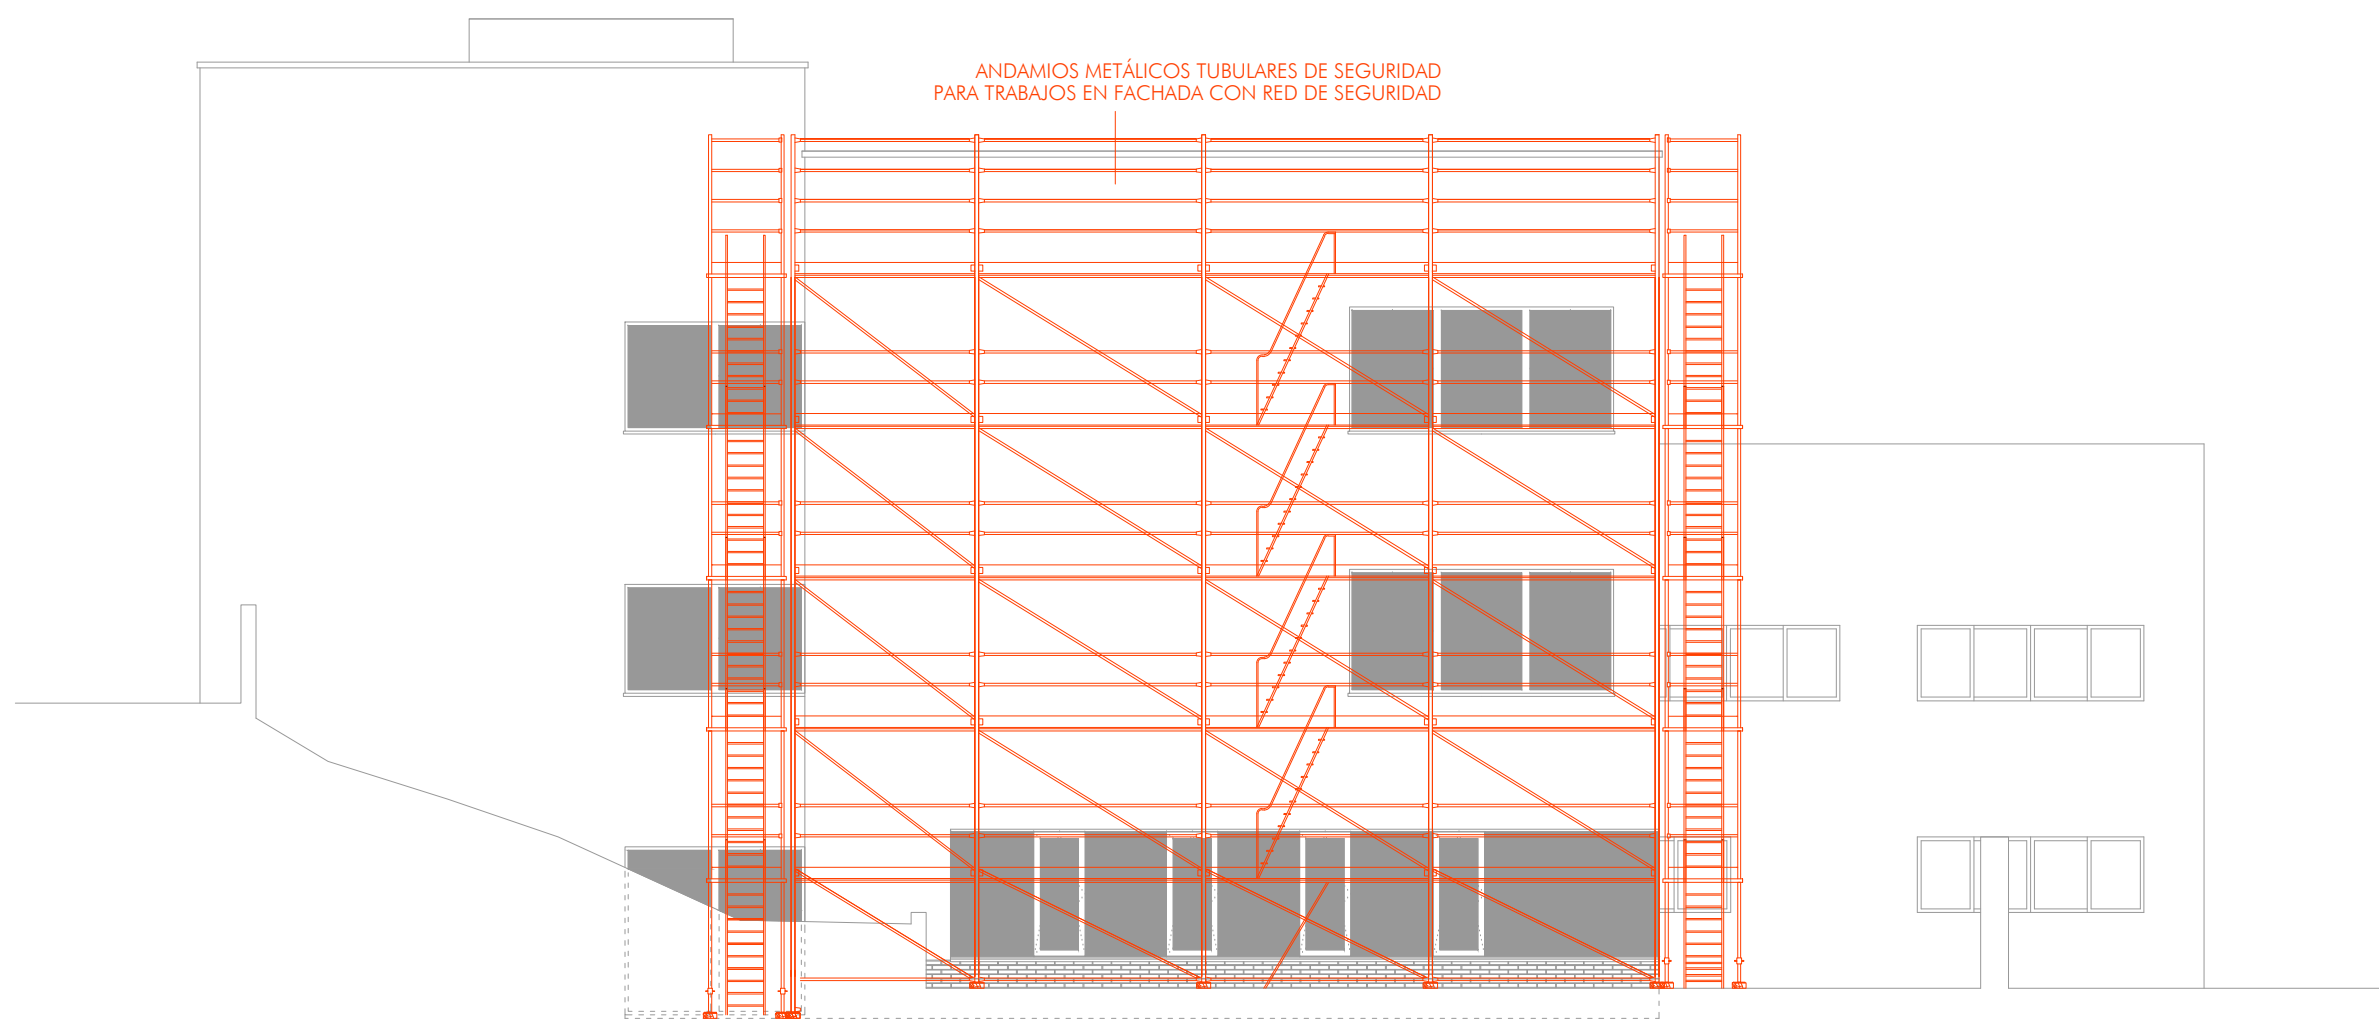 ANDAMIOS METÁLICOS TUBULARES DE SEGURIDAD
PARA TRABAJOS EN FACHADA CON RED DE SEGURIDAD